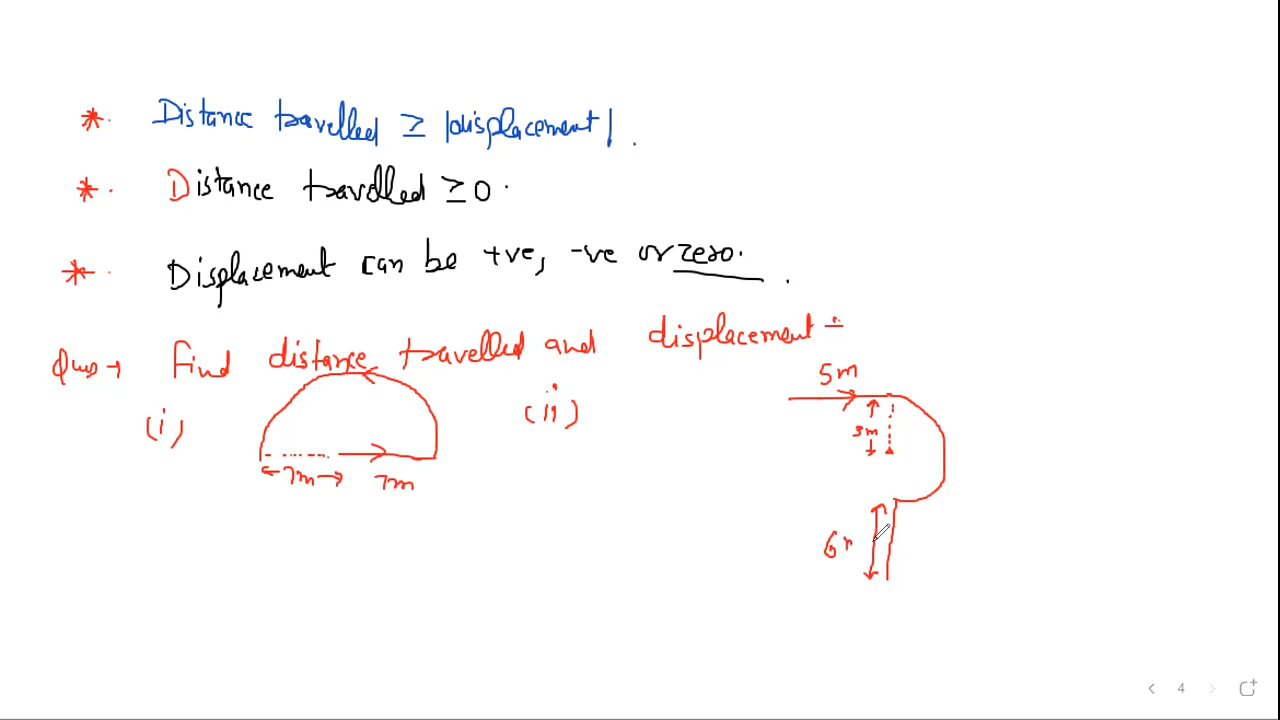 * Distance travelled ≥ |displacement|.
* Distance travelled ≥ 0.
* Displacement can be +ve, -ve or zero.
Ques → Find distance travelled and displacement =
(i)
7m 7m
(ii)
5m
3m
6m
4